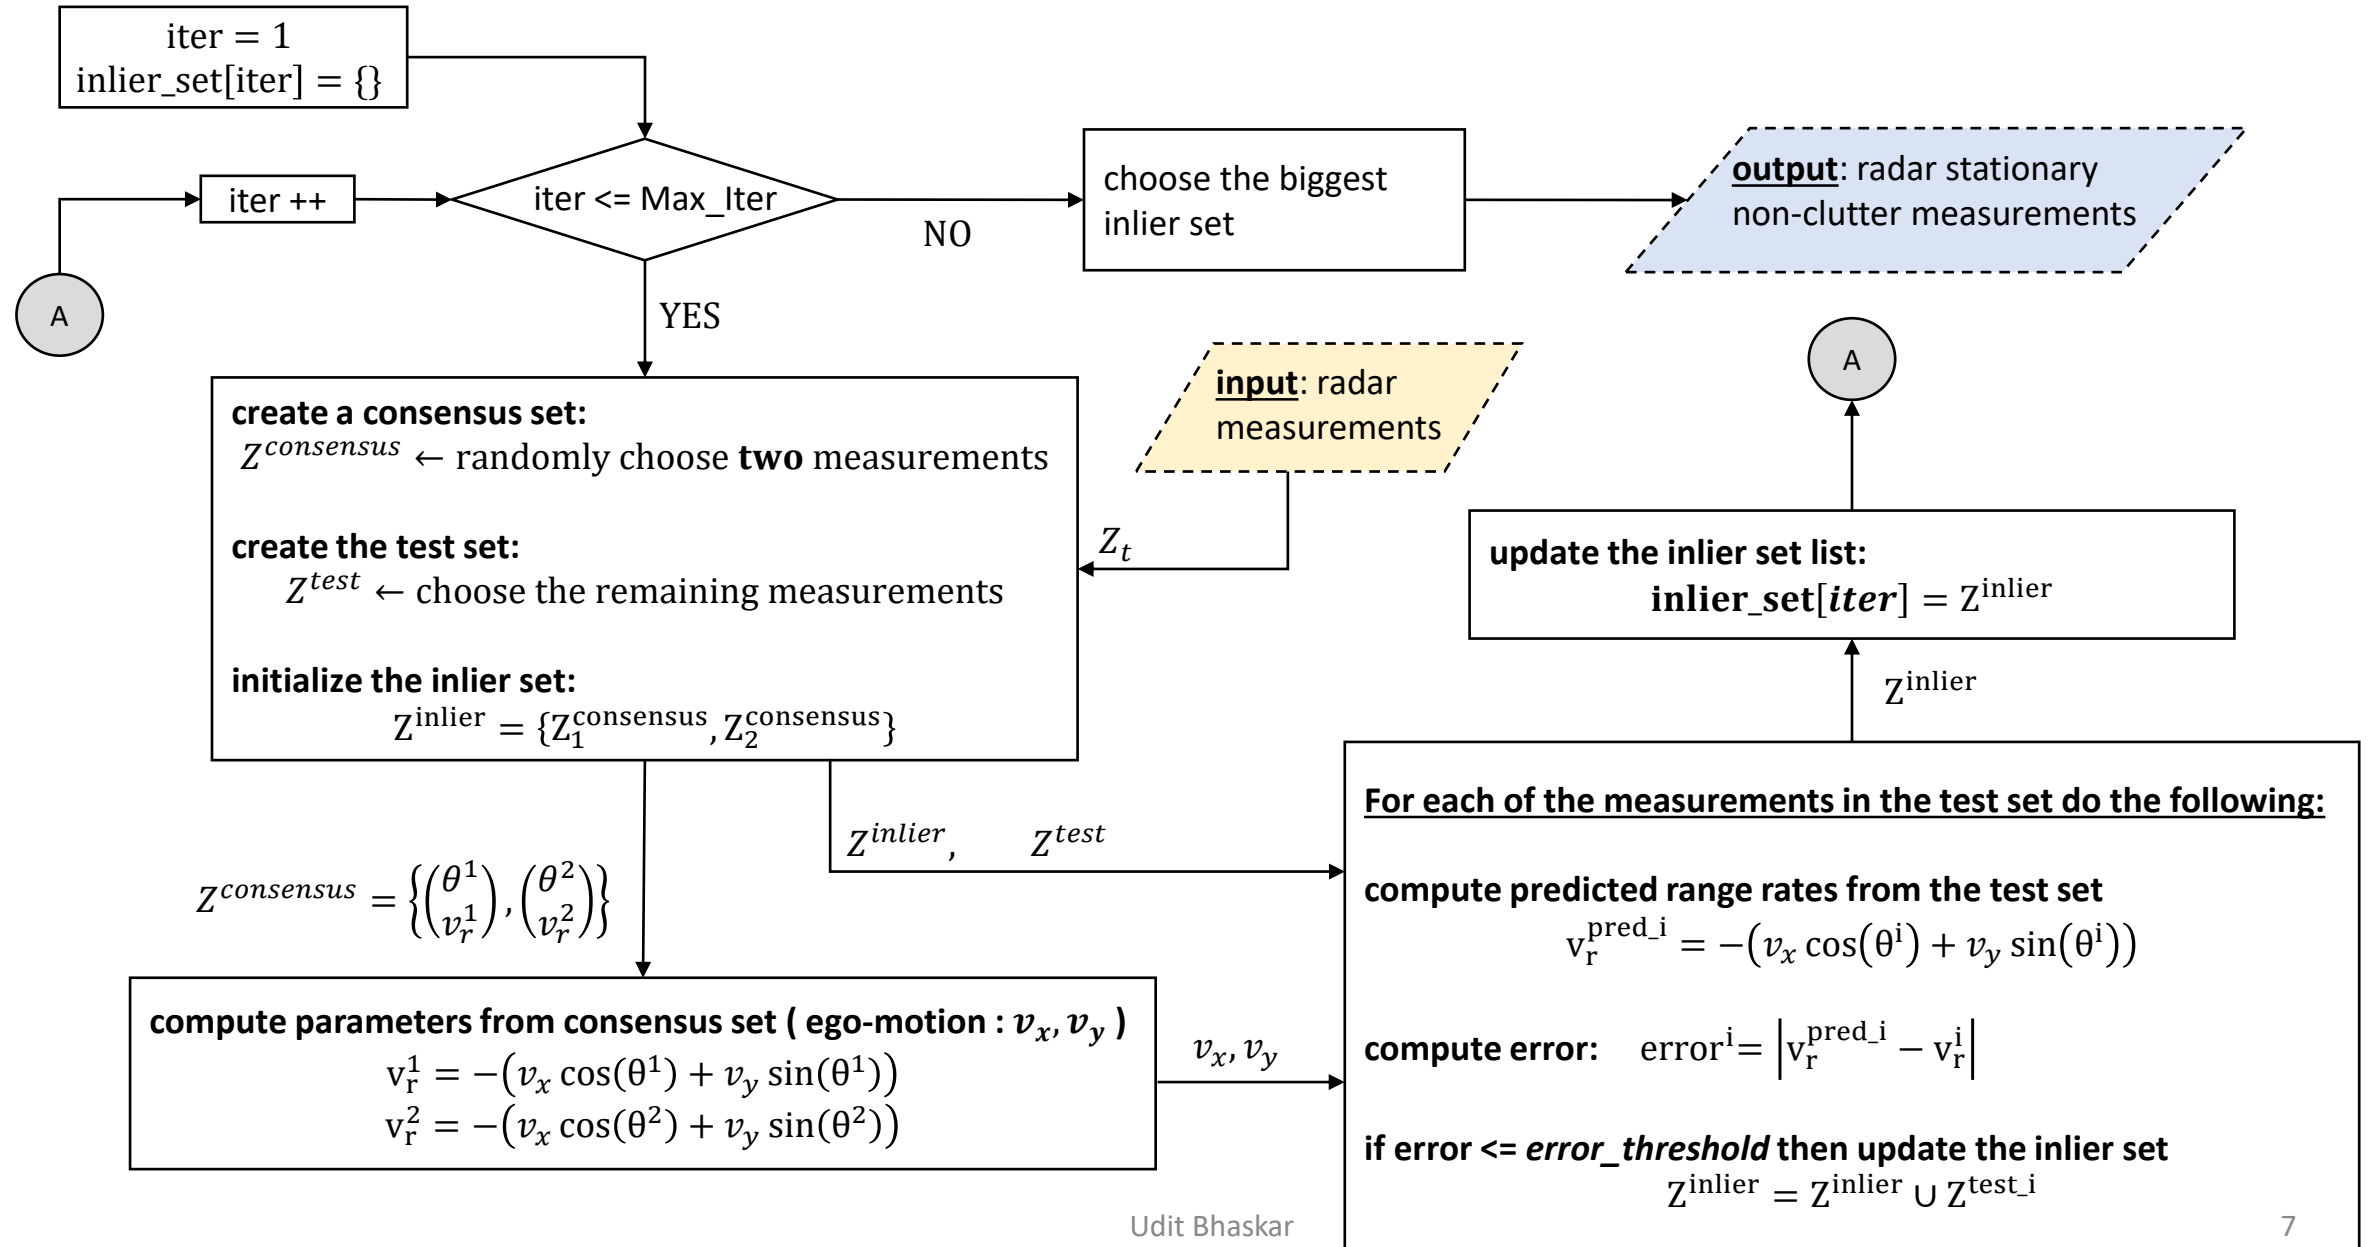 iter = 1
inlier_set[iter] = {}
iter ++
iter <= Max_Iter
NO
choose the biggest
inlier set
output: radar stationary
non-clutter measurements
A
YES
input: radar
measurements
A
create a consensus set:
Z^consensus ← randomly choose two measurements
create the test set:
Z^test ← choose the remaining measurements
initialize the inlier set:
Z^inlier = {Z_1^consensus, Z_2^consensus}
Z_t
update the inlier set list:
inlier_set[iter] = Z^inlier
Z^inlier
Z^inlier, Z^test
Z^consensus = {(θ^1 v_r^1), (θ^2 v_r^2)}
compute parameters from consensus set ( ego-motion : v_x, v_y )
v_r^1 = −(v_x cos(θ^1) + v_y sin(θ^1))
v_r^2 = −(v_x cos(θ^2) + v_y sin(θ^2))
v_x, v_y
For each of the measurements in the test set do the following:
compute predicted range rates from the test set
v_r^pred_i = −(v_x cos(θ^i) + v_y sin(θ^i))
compute error: error^i = |v_r^pred_i − v_r^i|
if error <= error_threshold then update the inlier set
Z^inlier = Z^inlier ∪ Z^test_i
Udit Bhaskar
7